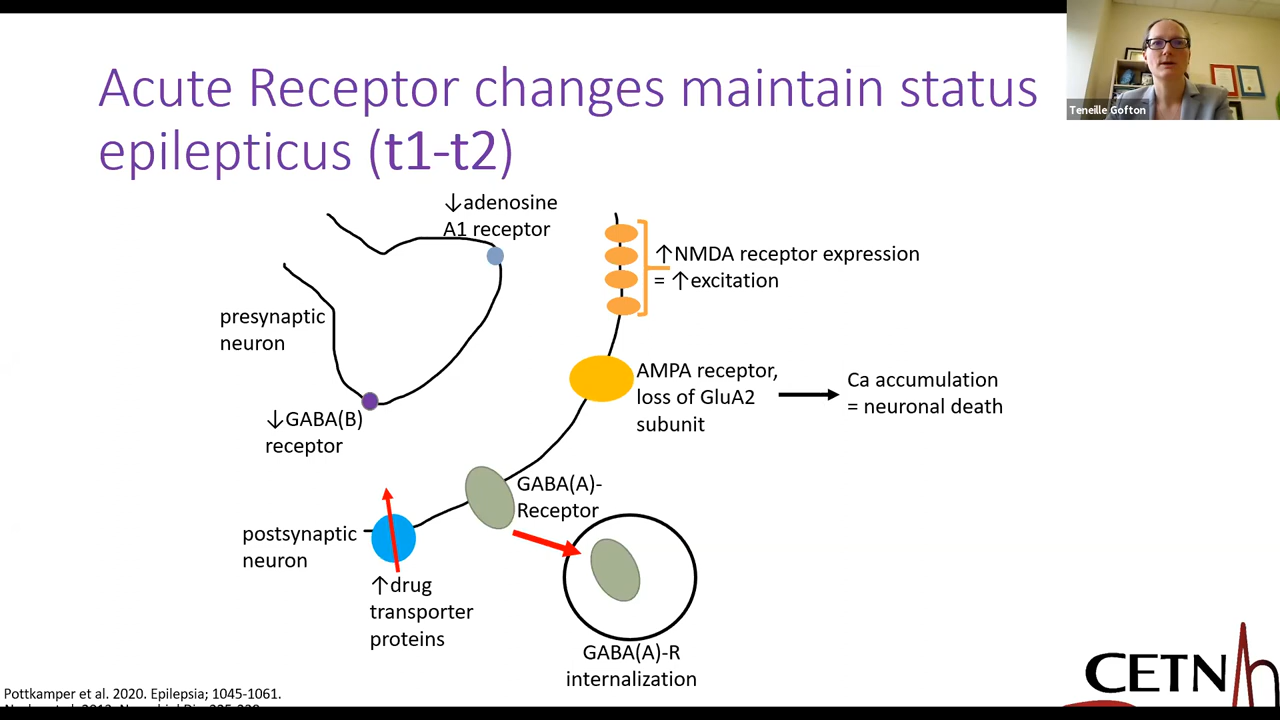 Acute Receptor changes maintain status
epilepticus (t1-t2)
Teneille Gofton
↓adenosine
A1 receptor
↑NMDA receptor expression
= ↑excitation
presynaptic
neuron
AMPA receptor,
loss of GluA2
subunit
Ca accumulation
= neuronal death
↓GABA(B)
receptor
GABA(A)-
Receptor
postsynaptic
neuron
↑drug
transporter
proteins
GABA(A)-R
internalization
CETN
Pottkamper et al. 2020. Epilepsia; 1045-1061.